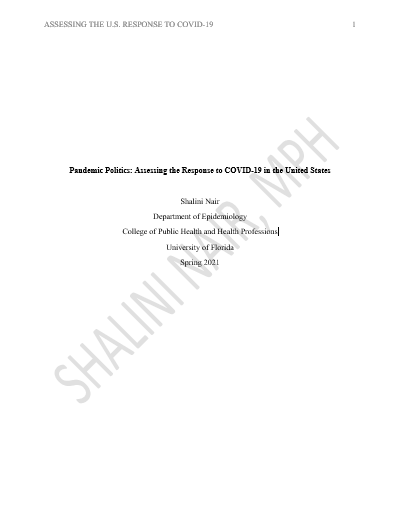 ASSESSING THE U.S. RESPONSE TO COVID-19 1
Pandemic Politics: Assessing the Response to COVID-19 in the United States
Shalini Nair
Department of Epidemiology
College of Public Health and Health Professions
University of Florida
Spring 2021
SHALINI NAIR, MPH